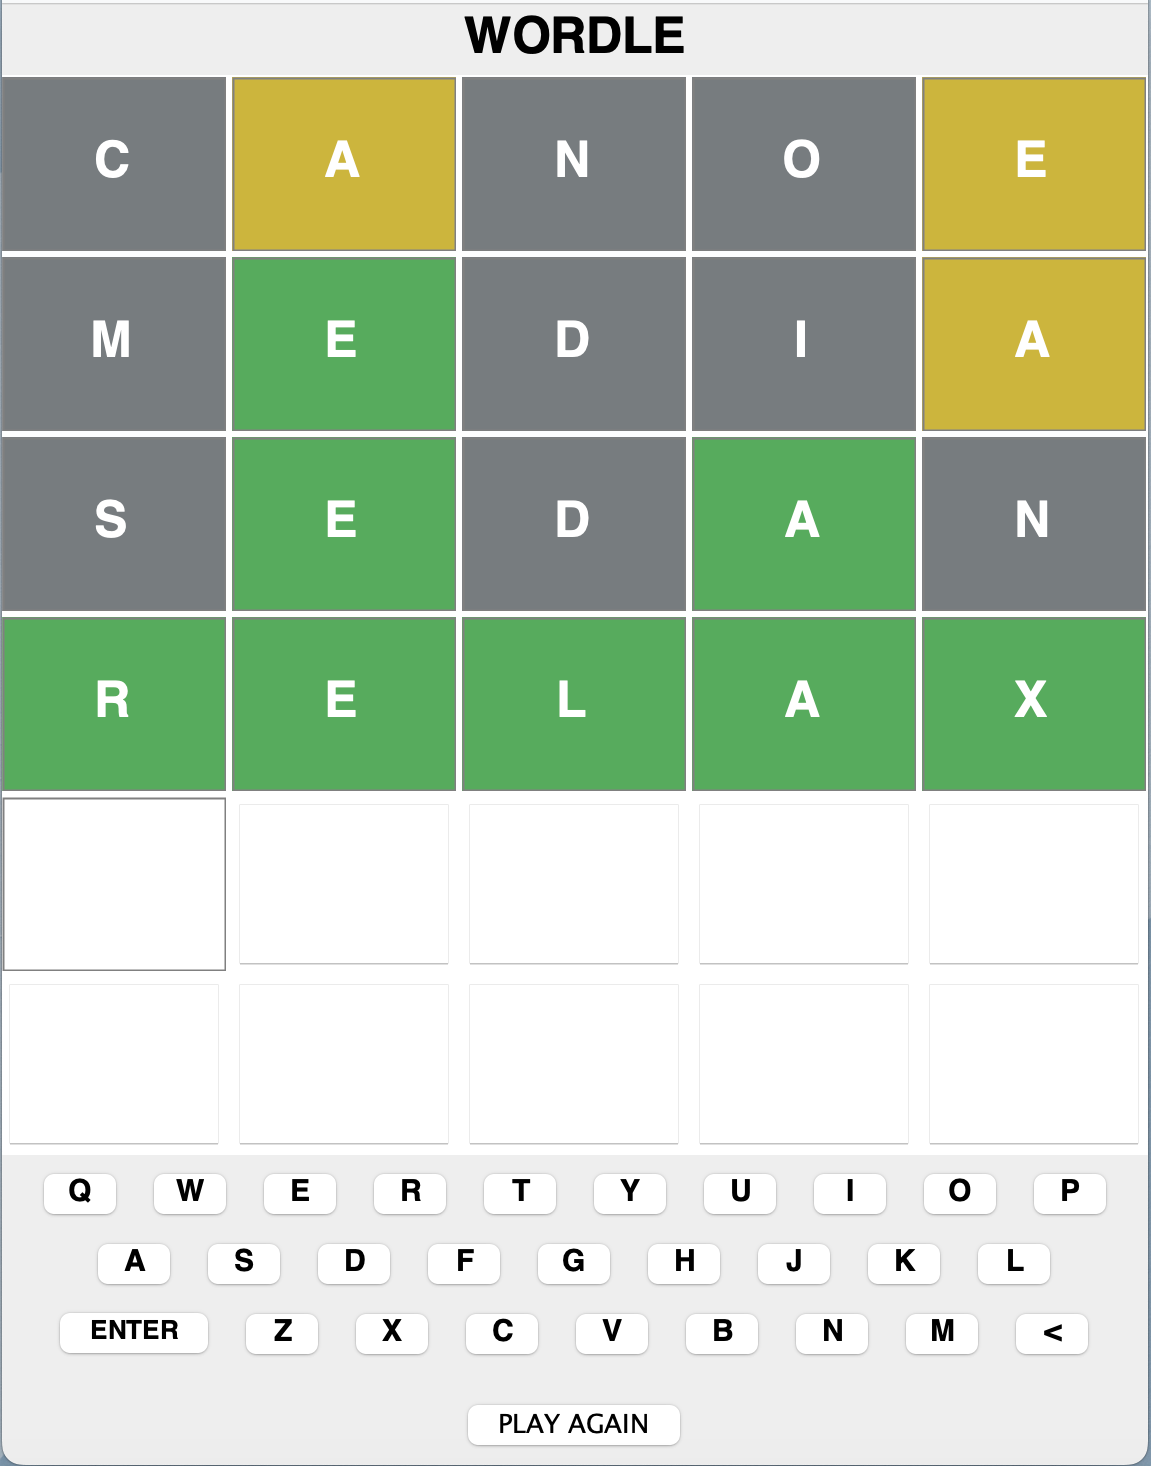 WORDLE
C A N O E
M E D I A
S E D A N
R E L A X
Q W E R T Y U I O P
A S D F G H J K L
ENTER Z X C V B N M <
PLAY AGAIN